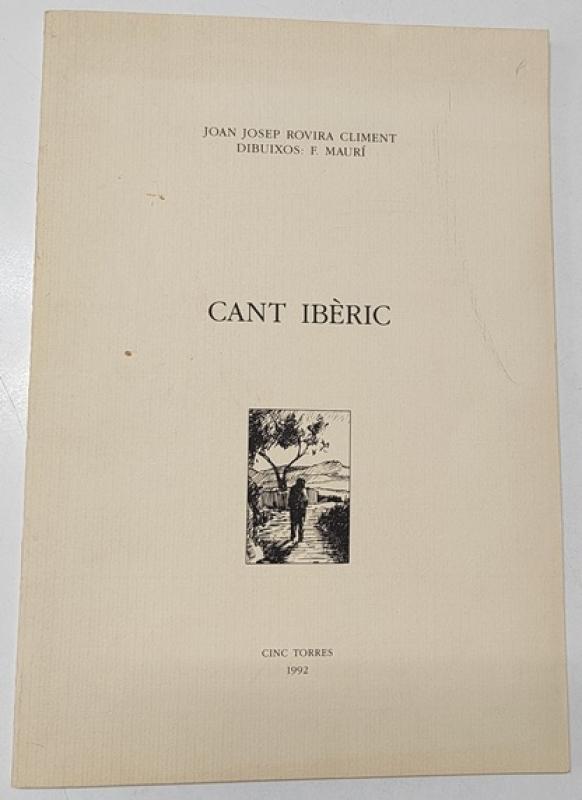 JOAN JOSEP ROVIRA CLIMENT
DIBUIXOS: F. MAURÍ
CANT IBÈRIC
CINC TORRES
1992